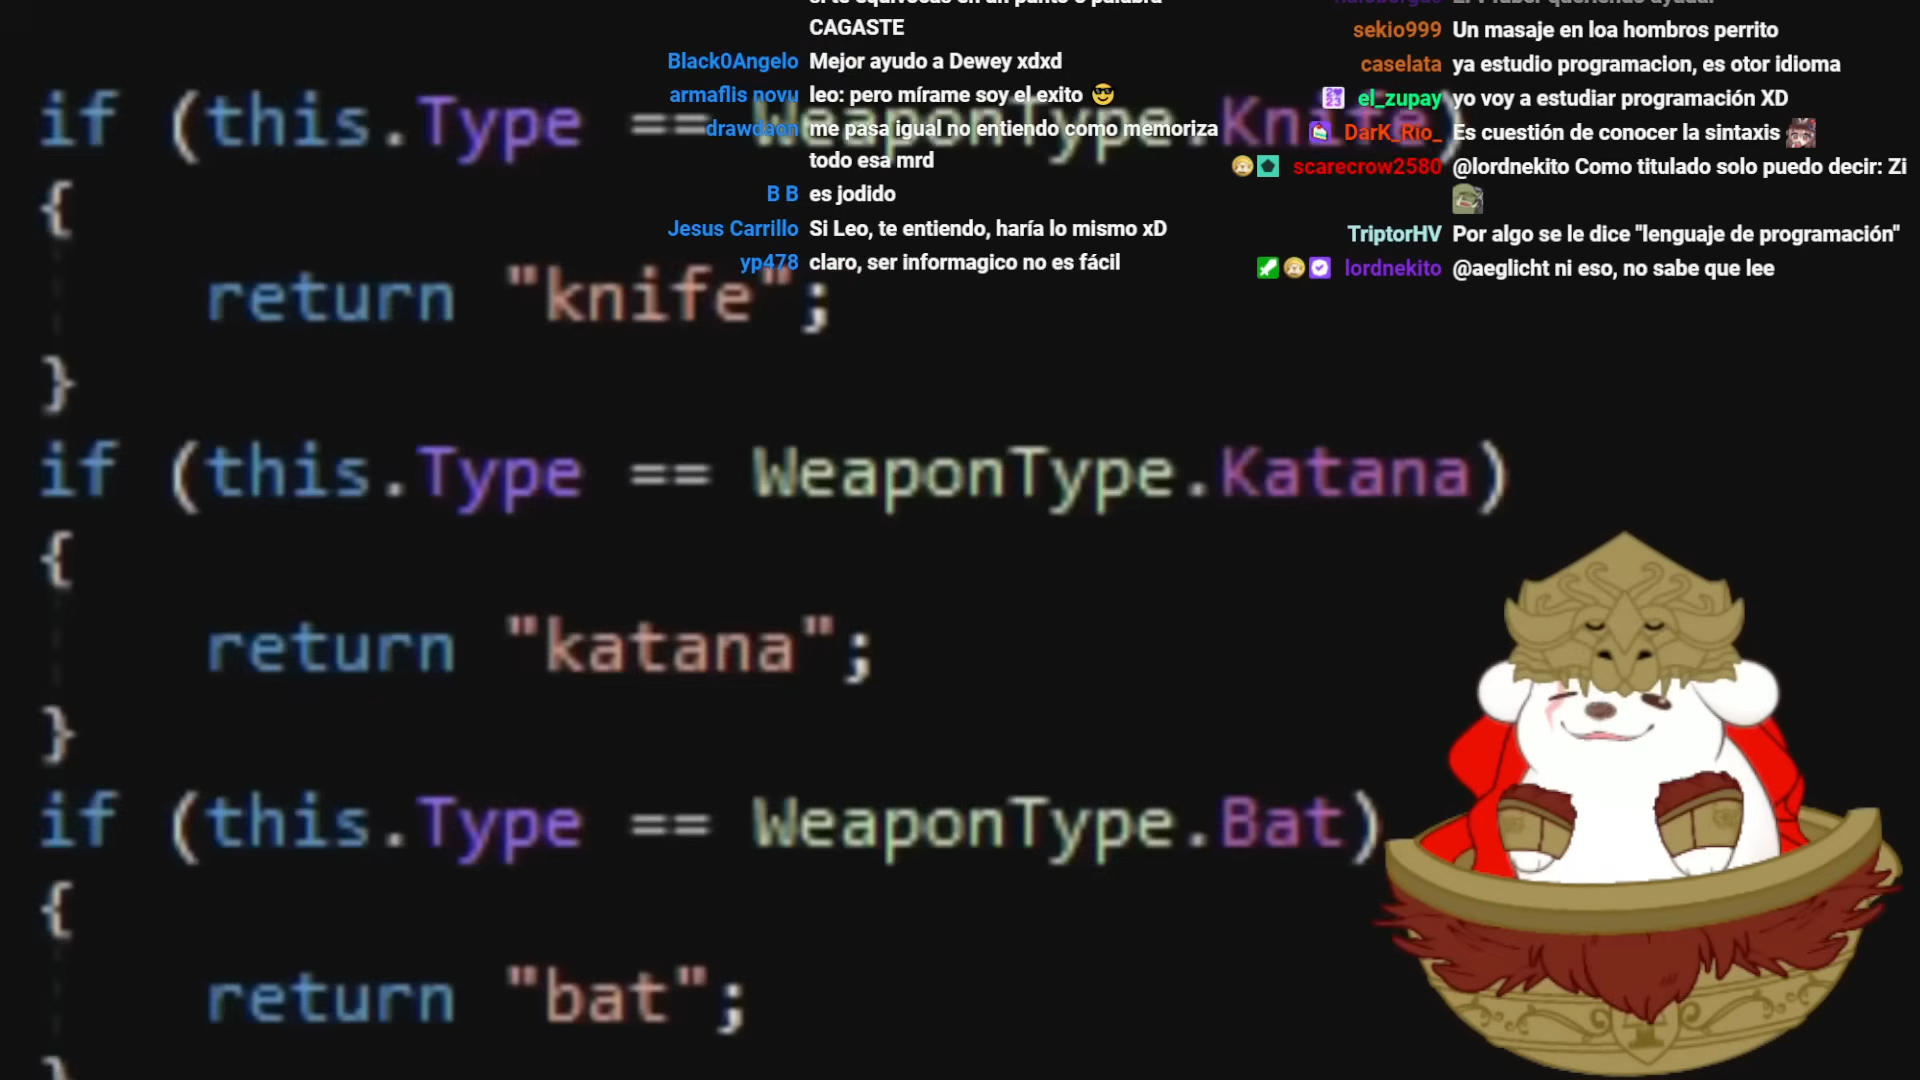 CAGASTE
Black0Angelo Mejor ayudo a Dewey xdxd
armaflis novu leo: pero mírame soy el exito 😎
drawdaon me pasa igual no entiendo como memoriza
todo esa mrd
B B es jodido
Jesus Carrillo Si Leo, te entiendo, haría lo mismo xD
yp478 claro, ser informagico no es fácil
sekio999 Un masaje en loa hombros perrito
caselata ya estudio programacion, es otor idioma
el_zupay yo voy a estudiar programación XD
DarK_Rio_ Es cuestión de conocer la sintaxis
scarecrow2580 @lordnekito Como titulado solo puedo decir: Zi
TriptorHV Por algo se le dice "lenguaje de programación"
lordnekito @aeglicht ni eso, no sabe que lee
if (this.Type == WeaponType.Knife)
{
return "knife";
}
if (this.Type == WeaponType.Katana)
{
return "katana";
}
if (this.Type == WeaponType.Bat)
{
return "bat";
}